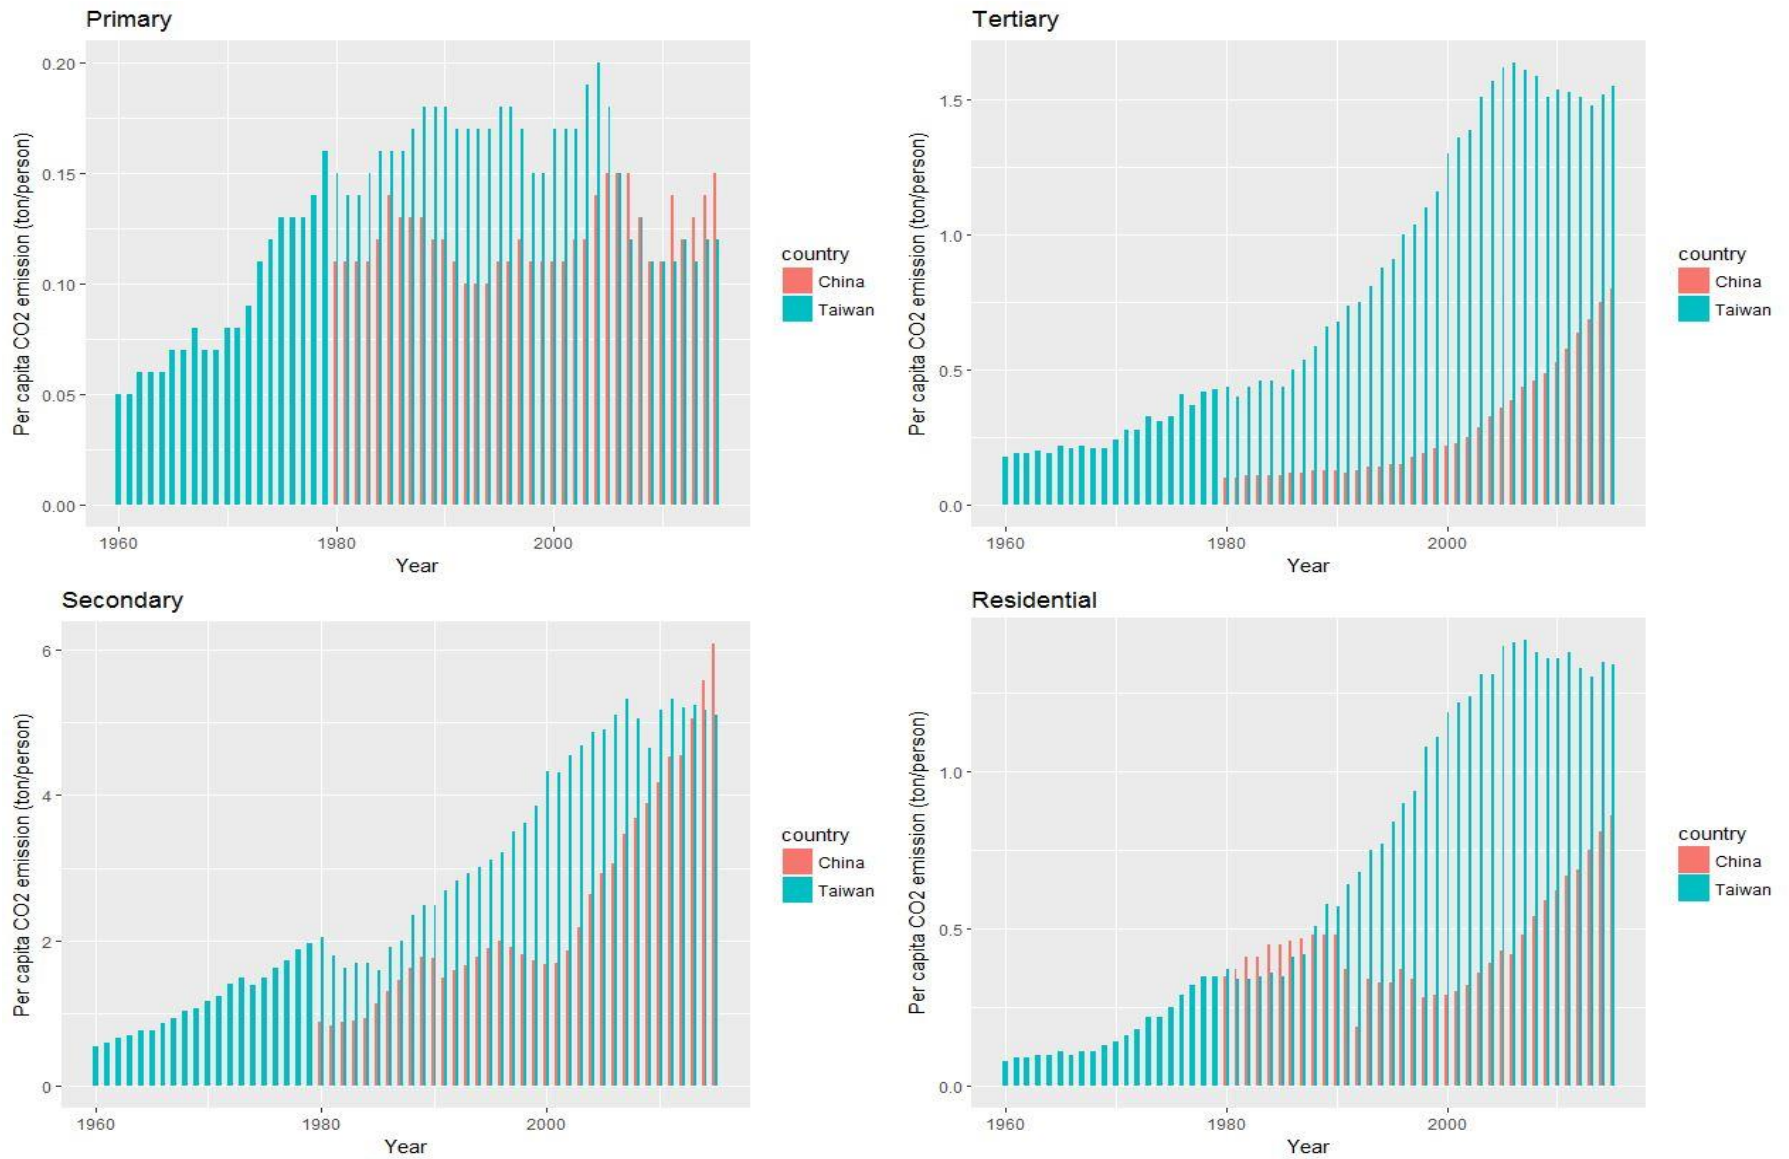 Primary
Per capita CO2 emission (ton/person)
0.20
0.15
0.10
0.05
0.00
1960 1980 2000
Year
country
China
Taiwan
Tertiary
Per capita CO2 emission (ton/person)
1.5
1.0
0.5
0.0
1960 1980 2000
Year
country
China
Taiwan
Secondary
Per capita CO2 emission (ton/person)
6
4
2
0
1960 1980 2000
Year
country
China
Taiwan
Residential
Per capita CO2 emission (ton/person)
1.0
0.5
0.0
1960 1980 2000
Year
country
China
Taiwan